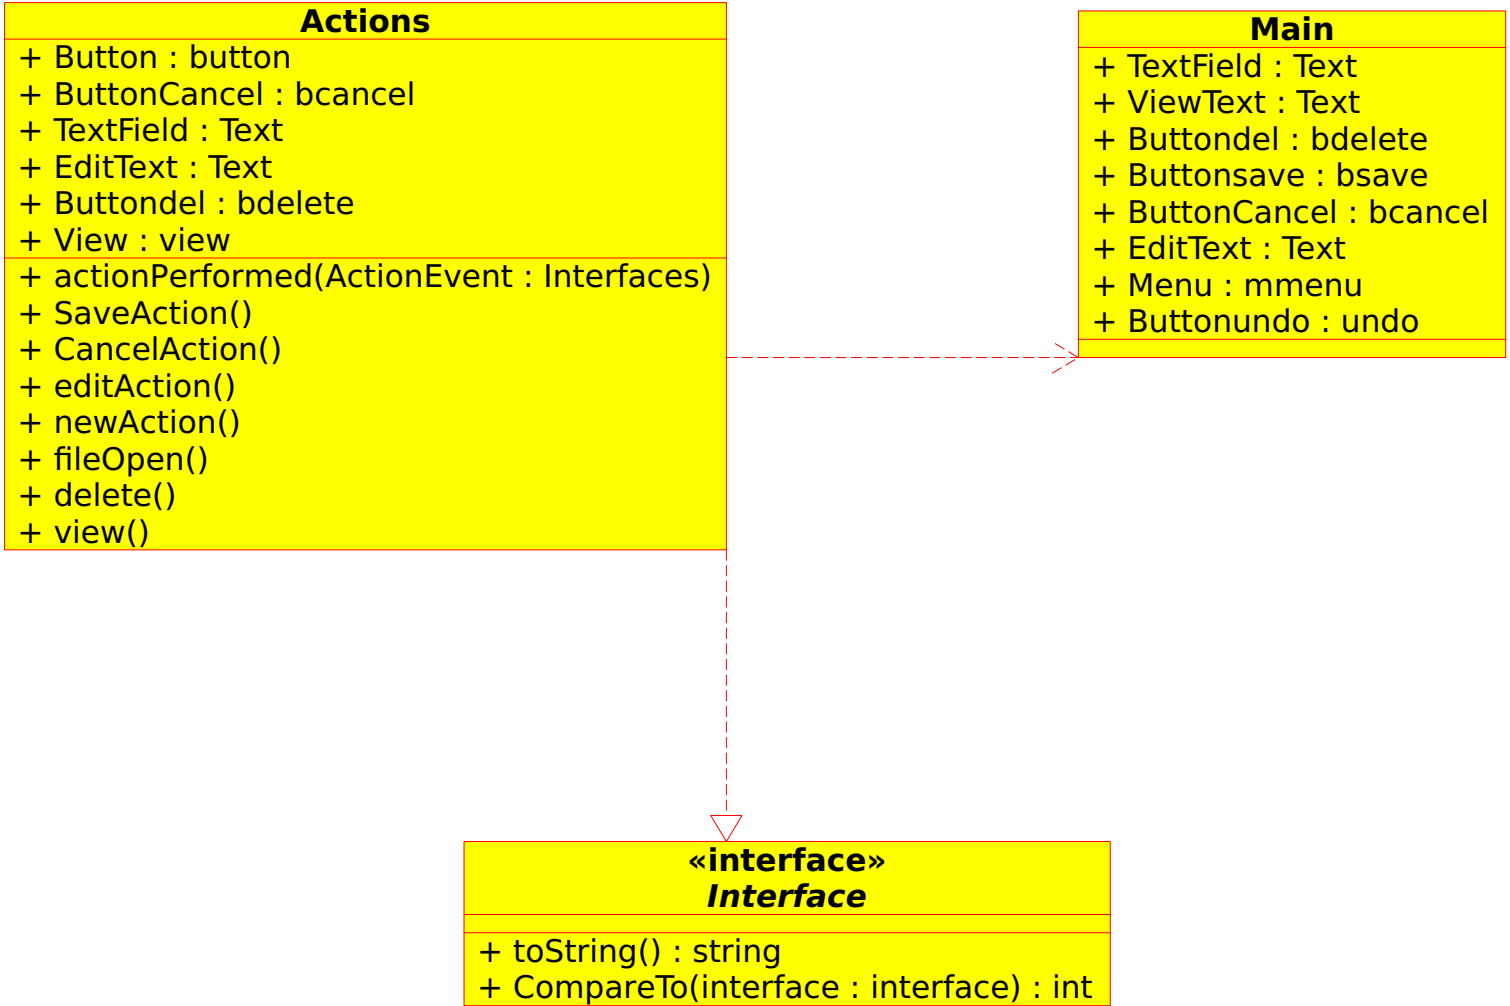 Actions
+ Button : button
+ ButtonCancel : bcancel
+ TextField : Text
+ EditText : Text
+ Buttondel : bdelete
+ View : view
+ actionPerformed(ActionEvent : Interfaces)
+ SaveAction()
+ CancelAction()
+ editAction()
+ newAction()
+ fileOpen()
+ delete()
+ view()
Main
+ TextField : Text
+ ViewText : Text
+ Buttondel : bdelete
+ Buttonsave : bsave
+ ButtonCancel : bcancel
+ EditText : Text
+ Menu : mmenu
+ Buttonundo : undo
«interface»
Interface
+ toString() : string
+ CompareTo(interface : interface) : int